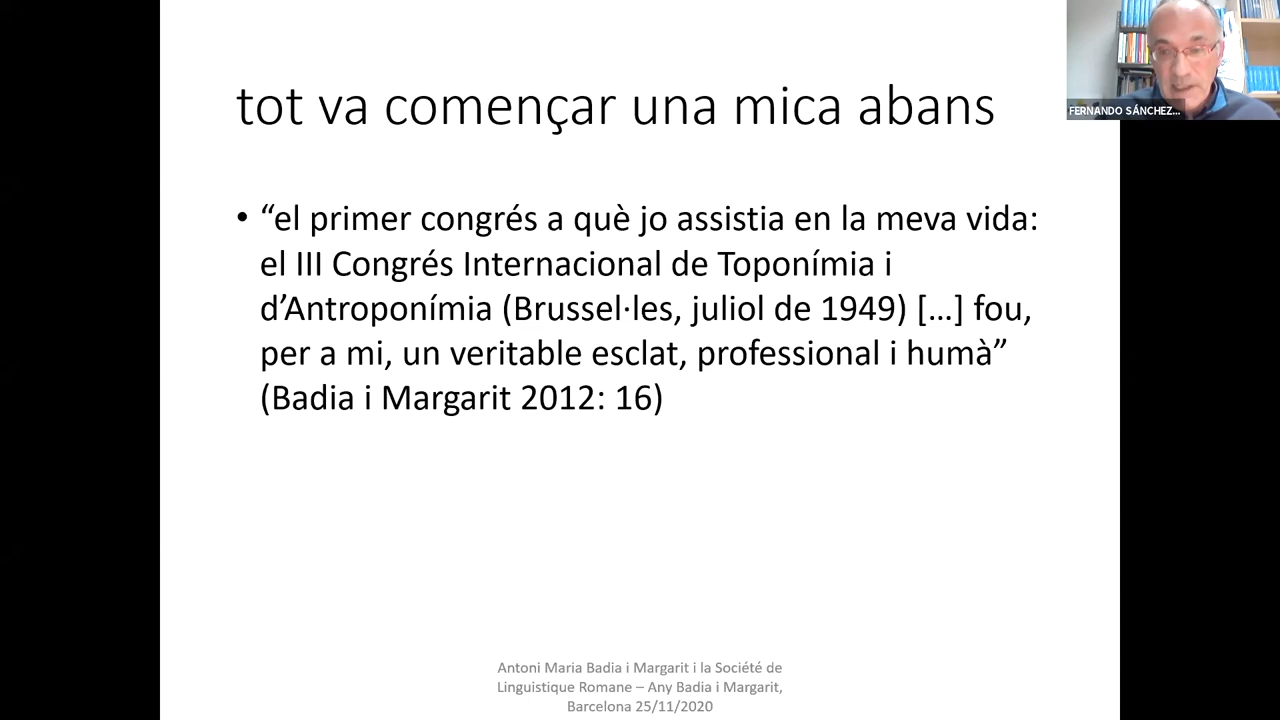 tot va començar una mica abans
FERNANDO SÁNCHEZ...
• “el primer congrés a què jo assistia en la meva vida:
el III Congrés Internacional de Toponímia i
d’Antroponímia (Brussel·les, juliol de 1949) […] fou,
per a mi, un veritable esclat, professional i humà”
(Badia i Margarit 2012: 16)
Antoni Maria Badia i Margarit i la Société de
Linguistique Romane – Any Badia i Margarit,
Barcelona 25/11/2020